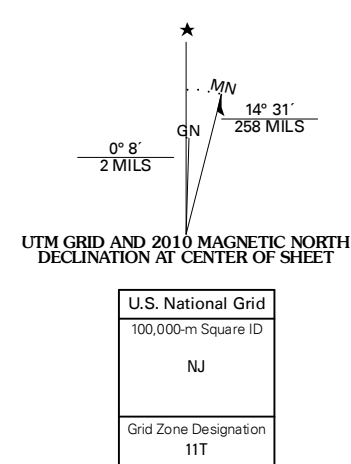 ★
MN
GN
14° 31´
258 MILS
0° 8´
2 MILS
UTM GRID AND 2010 MAGNETIC NORTH
DECLINATION AT CENTER OF SHEET
U.S. National Grid
100,000-m Square ID
NJ
Grid Zone Designation
11T